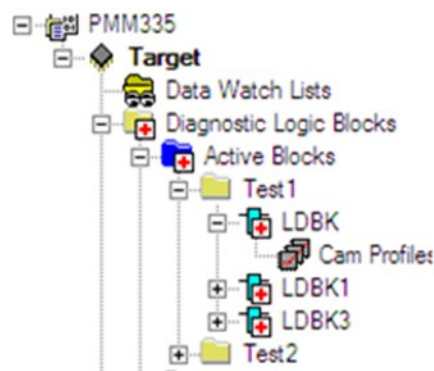 PMM335
Target
Data Watch Lists
Diagnostic Logic Blocks
Active Blocks
Test1
LDBK
Cam Profiles
LDBK1
LDBK3
Test2